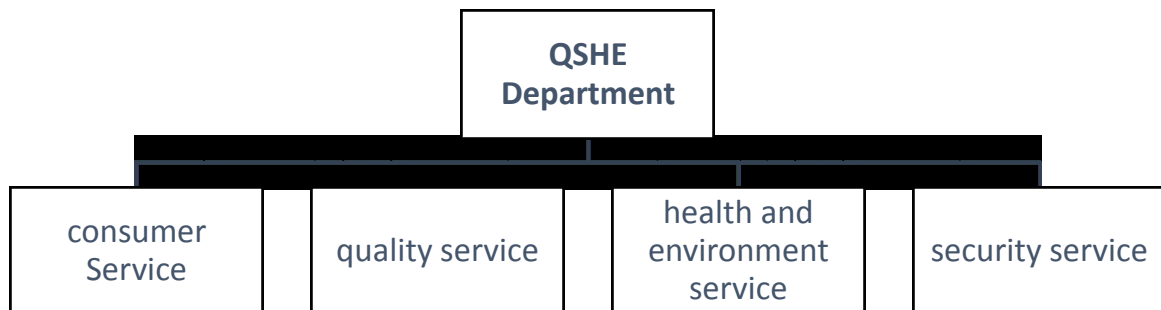 QSHE
Department
consumer
Service
quality service
health and
environment
service
security service